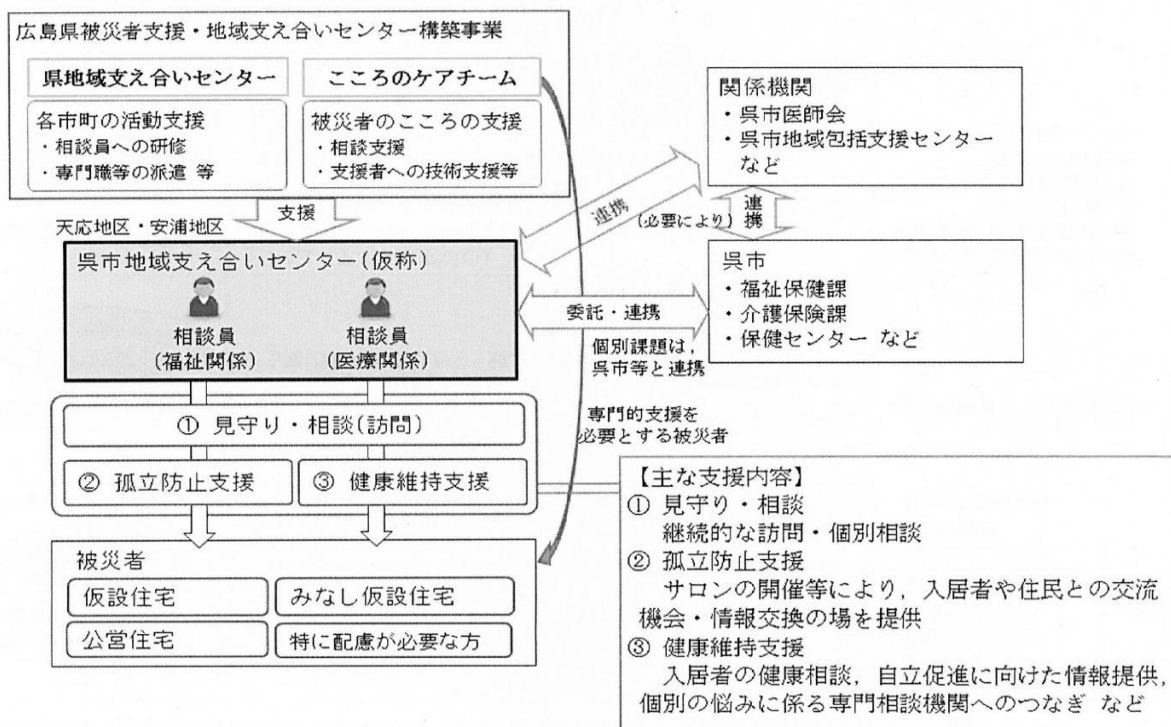 広島県被災者支援・地域支え合いセンター構築事業
県地域支え合いセンター
各市町の活動支援
・相談員への研修
・専門職等の派遣 等
こころのケアチーム
被災者のこころの支援
・相談支援
・支援者への技術支援等
支援
天応地区・安浦地区
呉市地域支え合いセンター(仮称)
相談員
(福祉関係)
相談員
(医療関係)
関係機関
・呉市医師会
・呉市地域包括支援センター
など
連携
(必要により)
連携
呉市
・福祉保健課
・介護保険課
・保健センター など
委託・連携
個別課題は,
呉市等と連携
専門的支援を
必要とする被災者
① 見守り・相談(訪問)
② 孤立防止支援
③ 健康維持支援
被災者
仮設住宅
みなし仮設住宅
公営住宅
特に配慮が必要な方
【主な支援内容】
① 見守り・相談
継続的な訪問・個別相談
② 孤立防止支援
サロンの開催等により,入居者や住民との交流
機会・情報交換の場を提供
③ 健康維持支援
入居者の健康相談,自立促進に向けた情報提供,
個別の悩みに係る専門相談機関へのつなぎ など